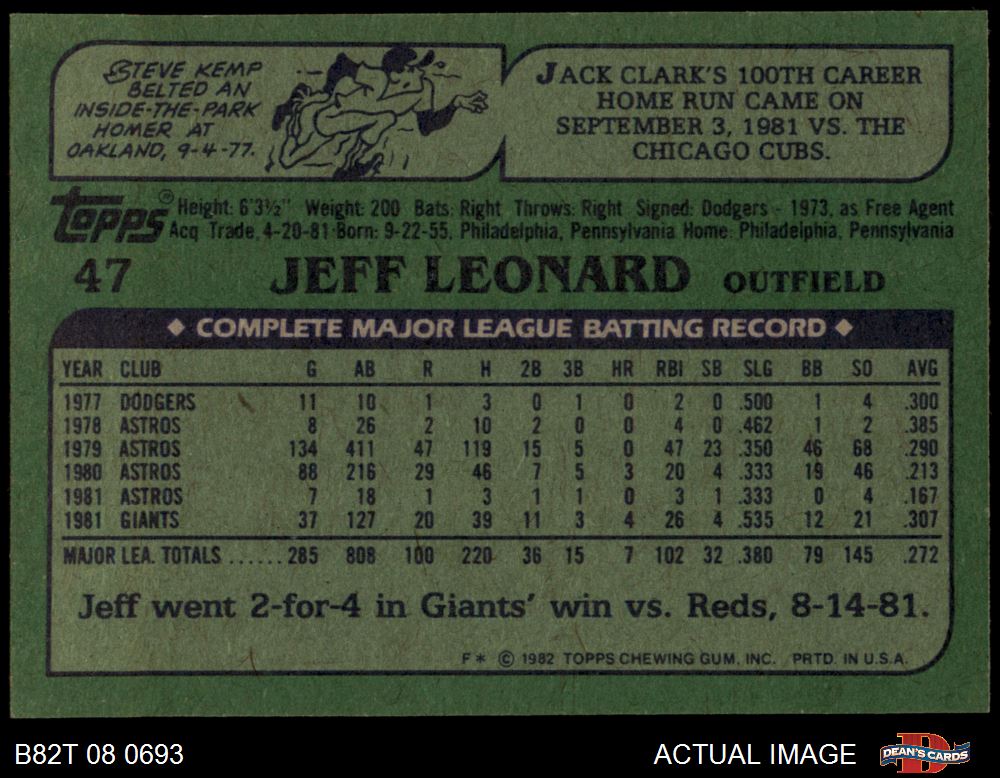 STEVE KEMP
BELTED AN
INSIDE-THE-PARK
HOMER AT
OAKLAND, 9-4-77.
JACK CLARK'S 100TH CAREER
HOME RUN CAME ON
SEPTEMBER 3, 1981 VS. THE
CHICAGO CUBS.
Topps® Height: 6'3½" Weight: 200 Bats: Right Throws: Right Signed: Dodgers - 1973, as Free Agent
Acq Trade, 4-20-81 Born: 9-22-55, Philadelphia, Pennsylvania Home: Philadelphia, Pennsylvania
47 JEFF LEONARD OUTFIELD
◆ COMPLETE MAJOR LEAGUE BATTING RECORD ◆
YEAR CLUB G AB R H 2B 3B HR RBI SB SLG BB SO AVG
1977 DODGERS 11 10 1 3 0 1 0 2 0 .500 1 4 .300
1978 ASTROS 8 26 2 10 2 0 0 4 0 .462 1 2 .385
1979 ASTROS 134 411 47 119 15 5 0 47 23 .350 46 68 .290
1980 ASTROS 88 216 29 46 7 5 3 20 4 .333 19 46 .213
1981 ASTROS 7 18 1 3 1 1 0 3 1 .333 0 4 .167
1981 GIANTS 37 127 20 39 11 3 4 26 4 .535 12 21 .307
MAJOR LEA. TOTALS ...... 285 808 100 220 36 15 7 102 32 .380 79 145 .272
Jeff went 2-for-4 in Giants' win vs. Reds, 8-14-81.
F* © 1982 TOPPS CHEWING GUM, INC. PRTD. IN U.S.A.
B82T 08 0693 ACTUAL IMAGE DEAN'S CARDS